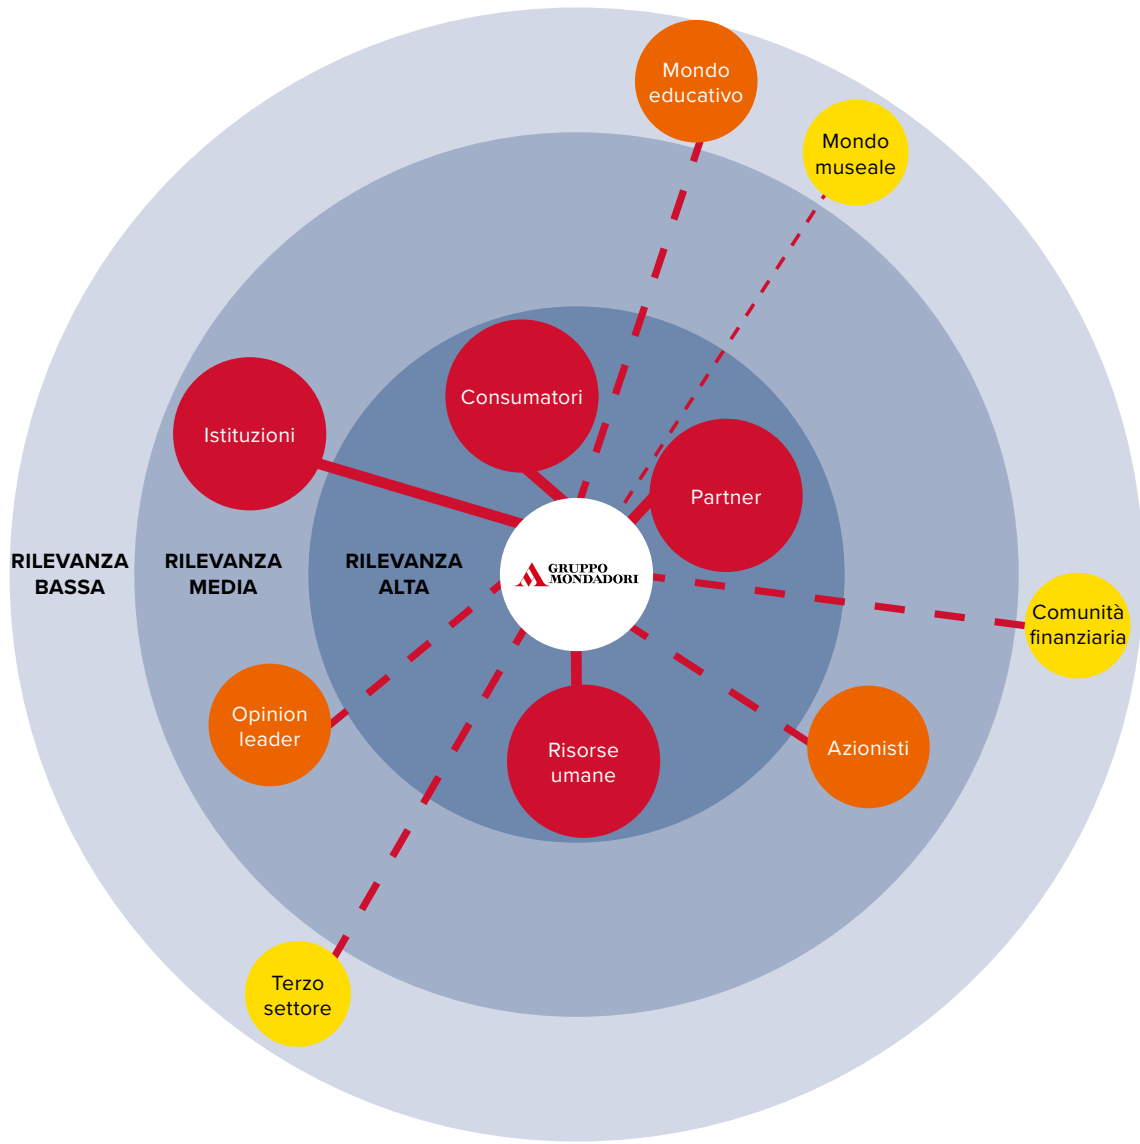 Mondo
educativo
Mondo
museale
Consumatori
Istituzioni
Partner
RILEVANZA
BASSA
RILEVANZA
MEDIA
RILEVANZA
ALTA
GRUPPO
MONDADORI
Comunità
finanziaria
Opinion
leader
Risorse
umane
Azionisti
Terzo
settore